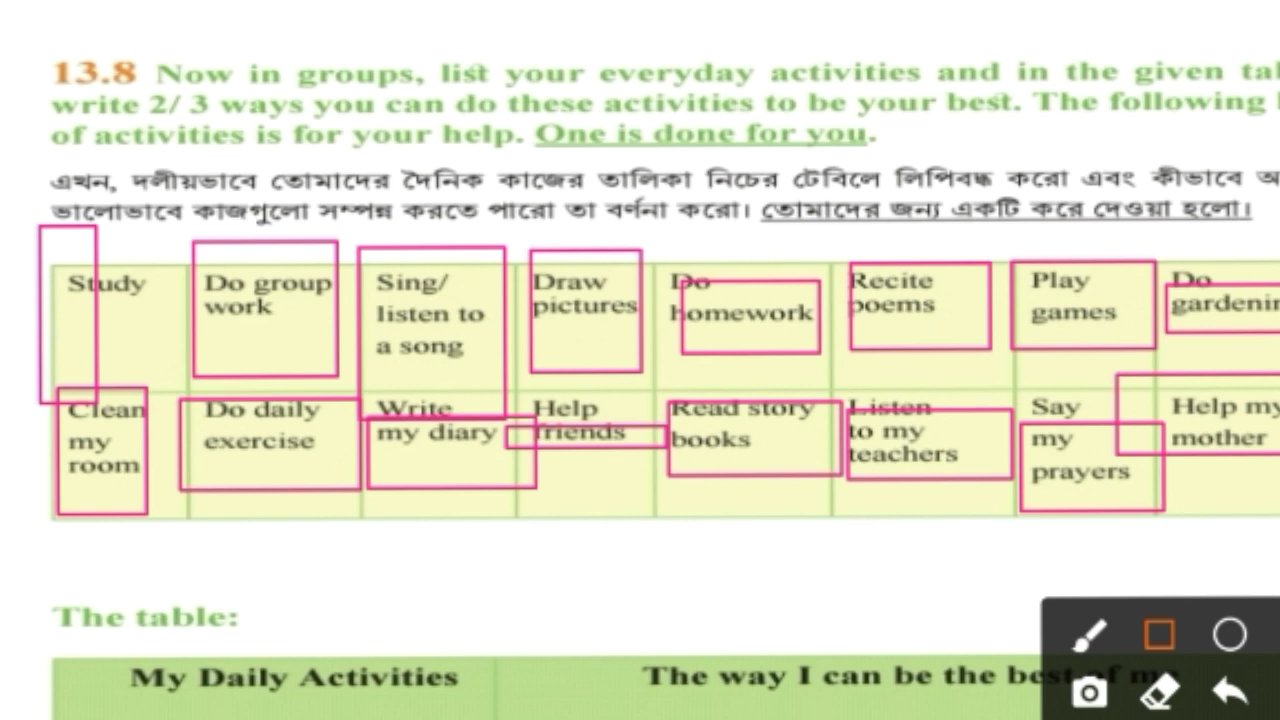 13.8 Now in groups, list your everyday activities and in the given
write 2/ 3 ways you can do these activities to be your best. The following
of activities is for your help. One is done for you.
এখন, দলীয়ভাবে তোমাদের দৈনিক কাজের তালিকা নিচের টেবিলে লিপিবদ্ধ করো এবং কীভাবে
ভালোভাবে কাজগুলো সম্পন্ন করতে পারো তা বর্ণনা করো। তোমাদের জন্য একটি করে দেওয়া হলো।
Study
Do group
work
Sing/
listen to
a song
Draw
pictures
Do
homework
Recite
poems
Play
games
Do
Clean
my
room
Do daily
exercise
Write
my diary
Help
friends
Read story
books
Listen
to my
teachers
Say
my
prayers
Help my
mother
The table:
My Daily Activities
The way I can be the best of